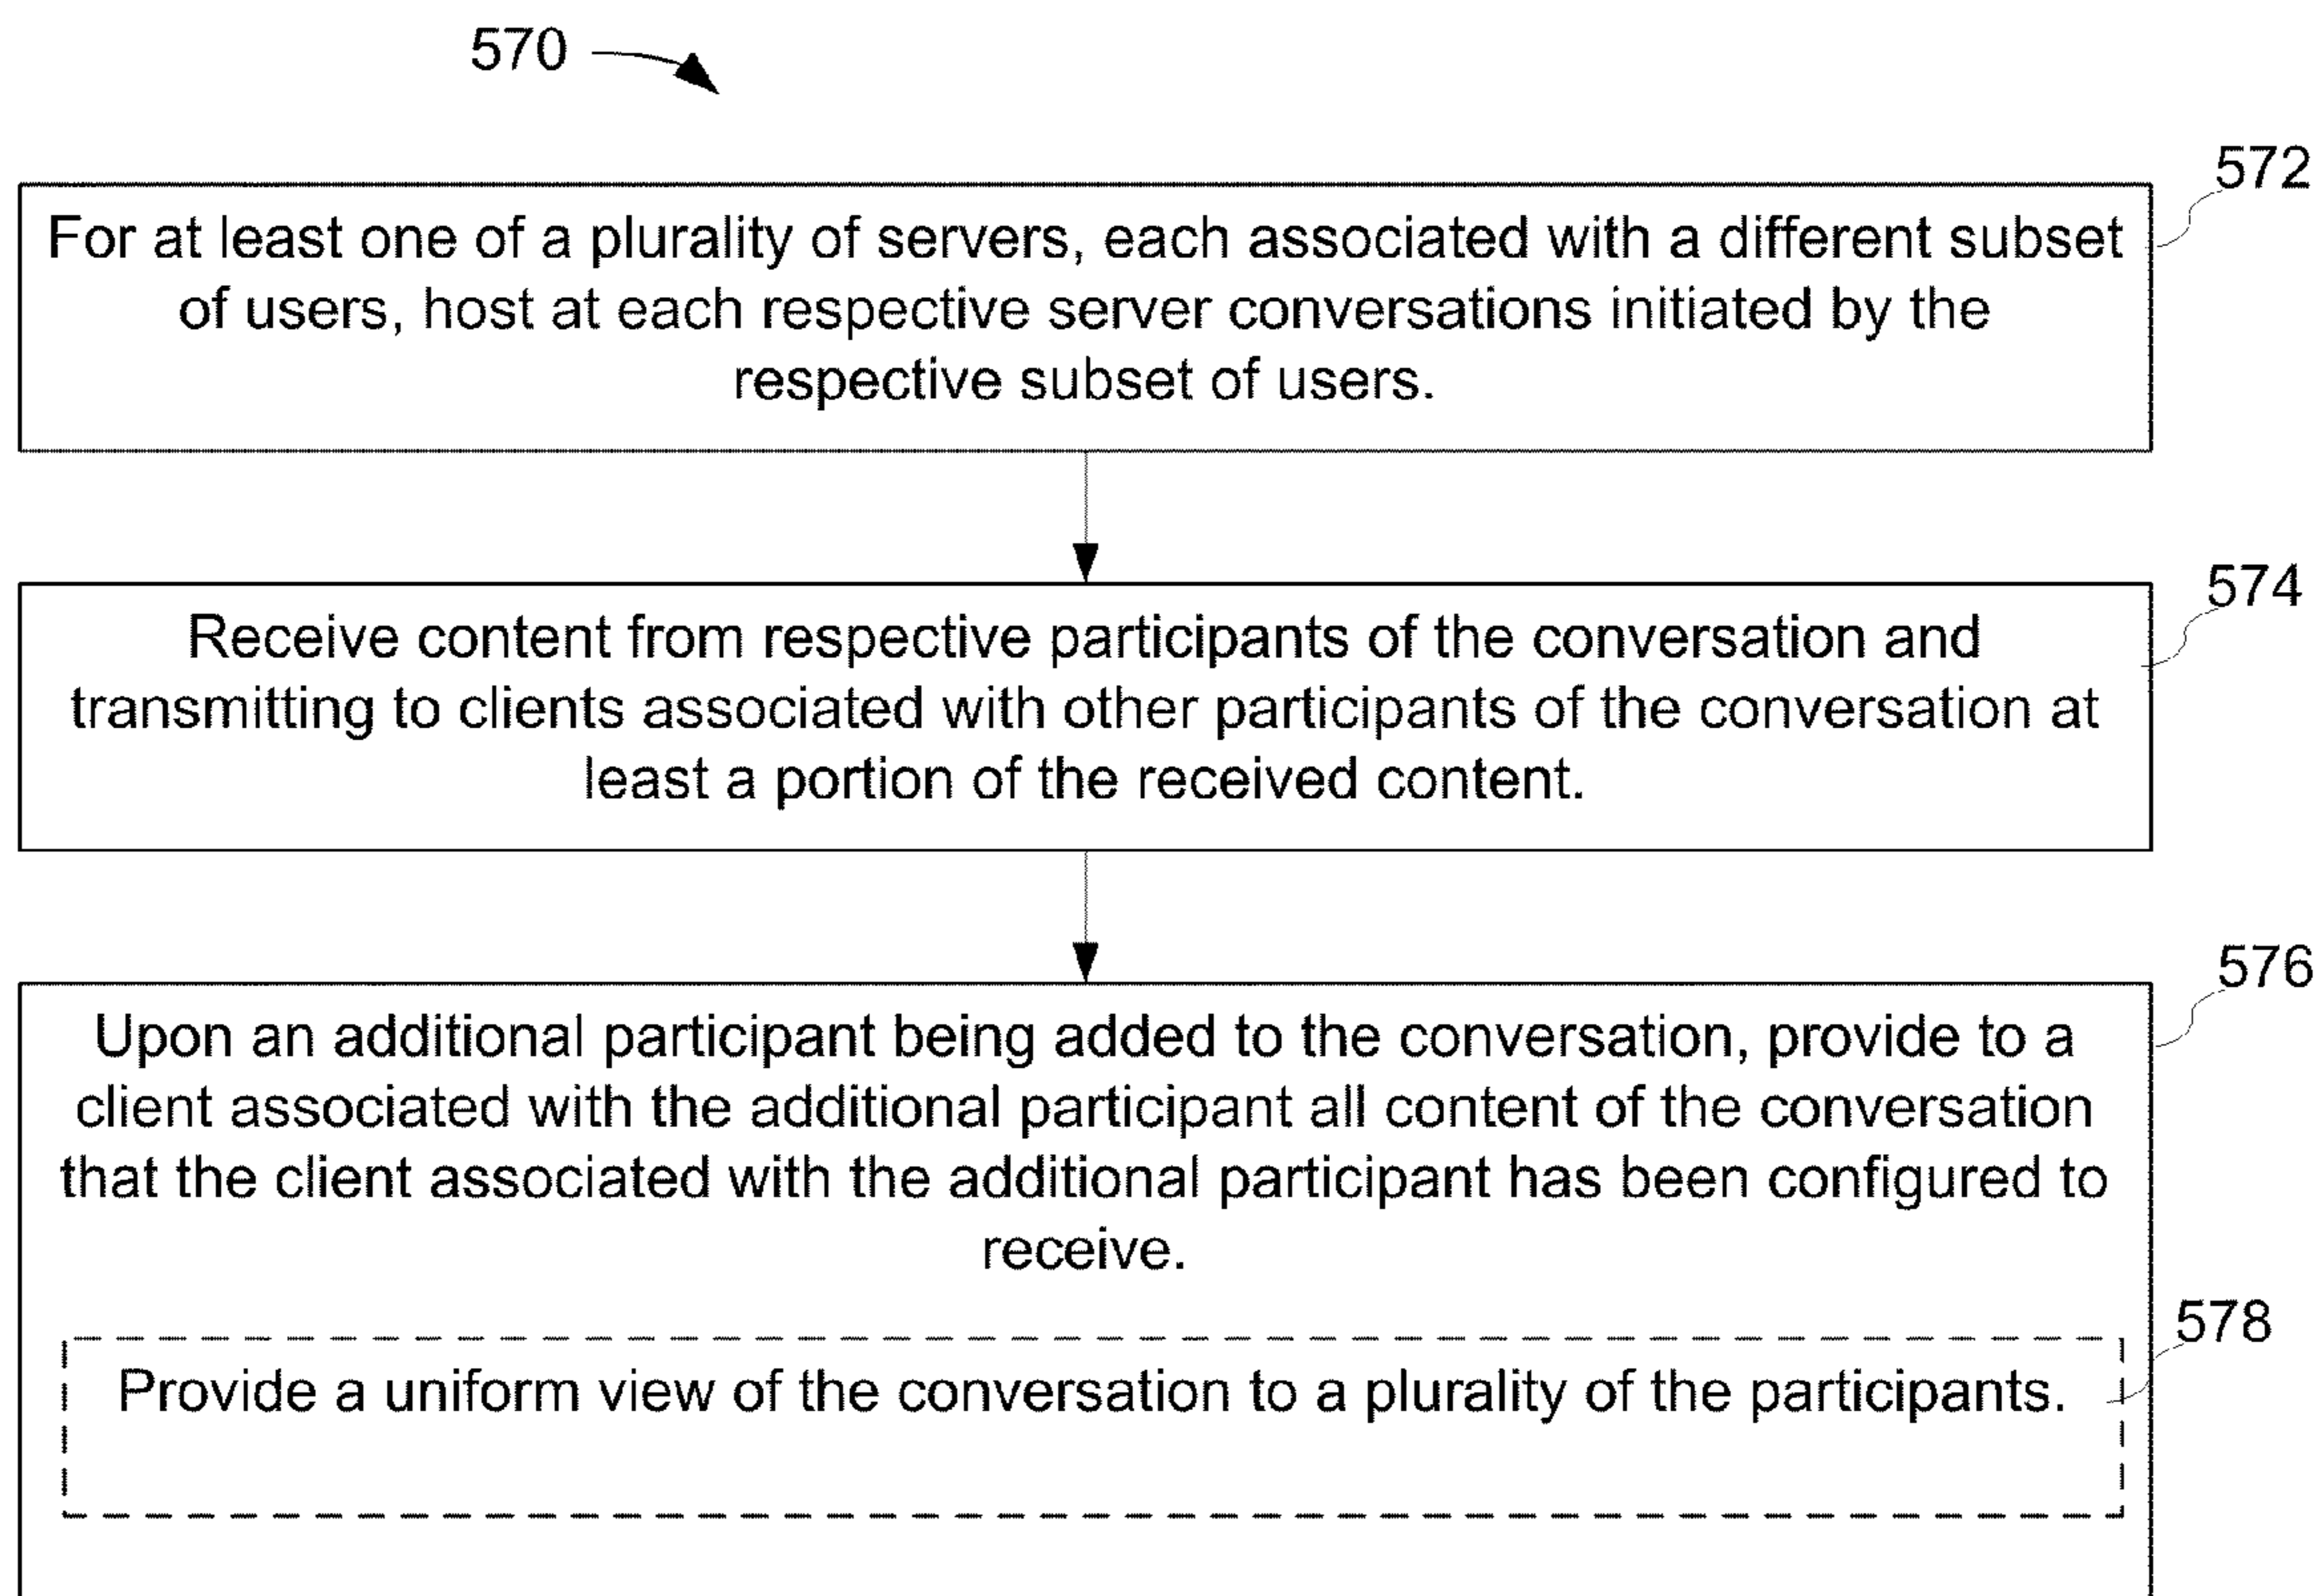 570
572
For at least one of a plurality of servers, each associated with a different subset
of users, host at each respective server conversations initiated by the
respective subset of users.
574
Receive content from respective participants of the conversation and
transmitting to clients associated with other participants of the conversation at
least a portion of the received content.
576
Upon an additional participant being added to the conversation, provide to a
client associated with the additional participant all content of the conversation
that the client associated with the additional participant has been configured to
receive.
578
Provide a uniform view of the conversation to a plurality of the participants.